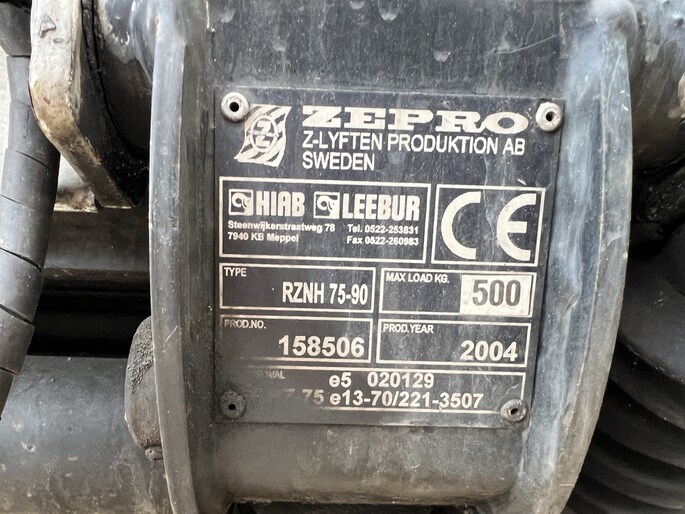 ZEPRO
Z-LYFTEN PRODUKTION AB
SWEDEN
HIAB LEEBUR
Steenwijkerstraatweg 78 Tel. 0522-253831
7940 KB Meppel Fax 0522-260983
CE
TYPE
RZNH 75-90
MAX LOAD KG.
500
PROD.NO.
158506
PROD.YEAR
2004
e5 020129
75 e13-70/221-3507